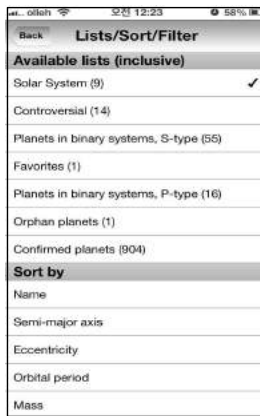 olleh 오전 12:23 58%
Back Lists/Sort/Filter
Available lists (inclusive)
Solar System (9)
Controversial (14)
Planets in binary systems, S-type (55)
Favorites (1)
Planets in binary systems, P-type (16)
Orphan planets (1)
Confirmed planets (904)
Sort by
Name
Semi-major axis
Eccentricity
Orbital period
Mass